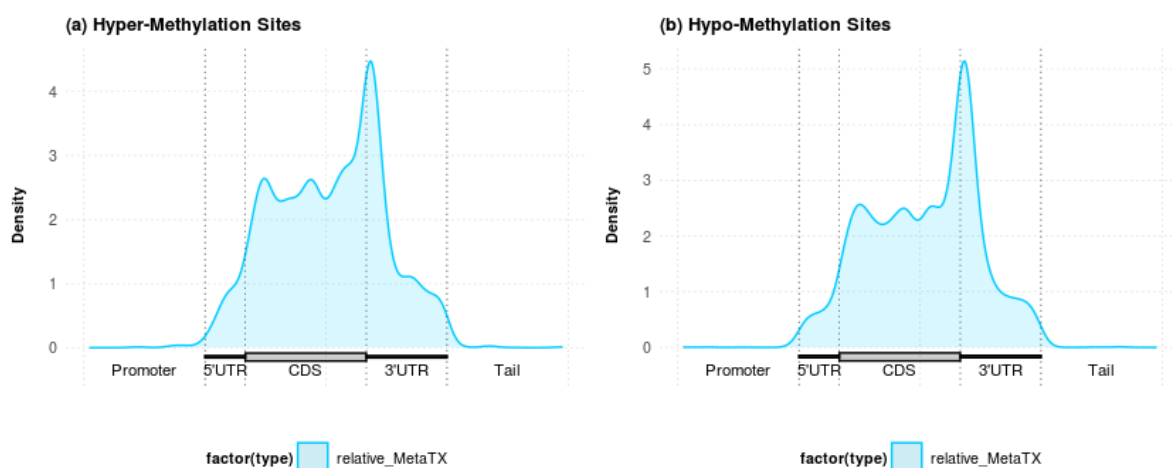 (a) Hyper-Methylation Sites
Density
4
3
2
1
0
Promoter 5'UTR CDS 3'UTR Tail
factor(type) relative_MetaTX
(b) Hypo-Methylation Sites
Density
5
4
3
2
1
0
Promoter 5'UTR CDS 3'UTR Tail
factor(type) relative_MetaTX